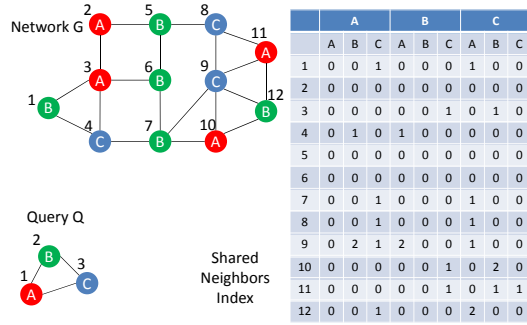 Network G
2 5 8
A B C
11
A
3 6 9
A B C
12
B
1
B
4 7 10
C B A
Query Q
2
B
3
C
1
A
Shared
Neighbors
Index
A B C
A B C A B C A B C
1 0 0 1 0 0 0 1 0 0
2 0 0 0 0 0 0 0 0 0
3 0 0 0 0 0 1 0 1 0
4 0 1 0 1 0 0 0 0 0
5 0 0 0 0 0 0 0 0 0
6 0 0 0 0 0 0 0 0 0
7 0 0 1 0 0 0 1 0 0
8 0 0 1 0 0 0 1 0 0
9 0 2 1 2 0 0 1 0 0
10 0 0 0 0 0 1 0 2 0
11 0 0 0 0 0 1 0 1 1
12 0 0 1 0 0 0 2 0 0